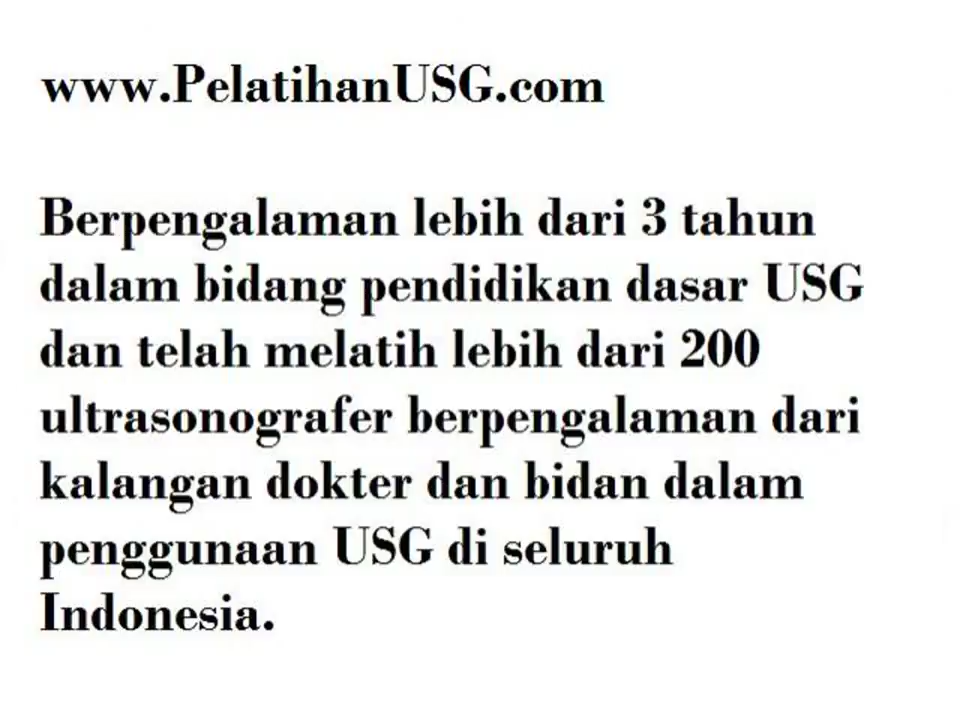 www.PelatihanUSG.com
Berpengalaman lebih dari 3 tahun
dalam bidang pendidikan dasar USG
dan telah melatih lebih dari 200
ultrasonografer berpengalaman dari
kalangan dokter dan bidan dalam
penggunaan USG di seluruh
Indonesia.